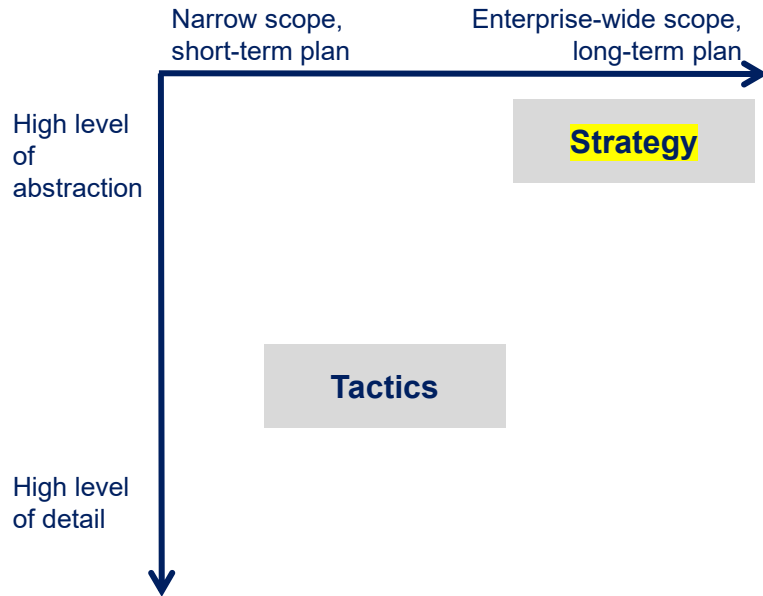 Narrow scope,
short-term plan
Enterprise-wide scope,
long-term plan
High level
of
abstraction
Strategy
Tactics
High level
of detail